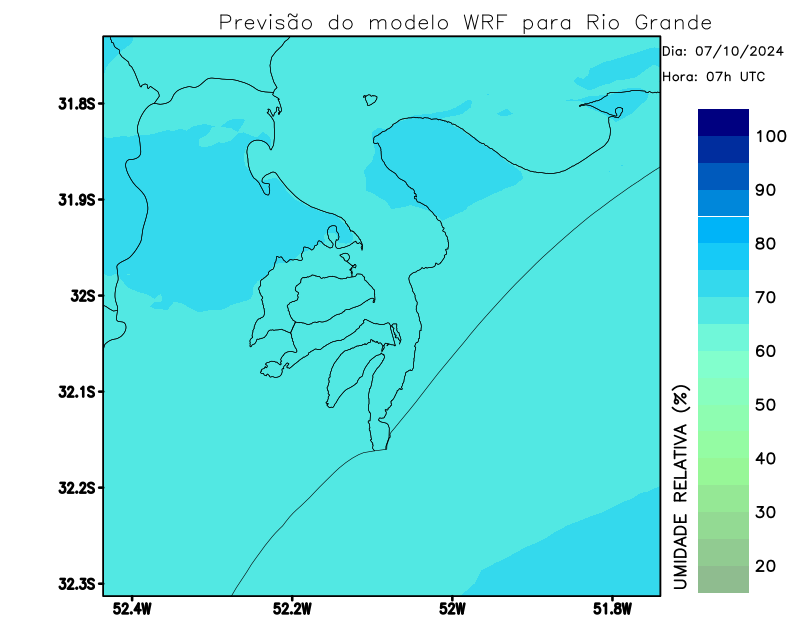 Previsão do modelo WRF para Rio Grande
Dia: 07/10/2024
Hora: 07h UTC
31.8S
31.9S
32S
32.1S
32.2S
32.3S
52.4W
52.2W
52W
51.8W
100
90
80
70
60
50
40
30
20
UMIDADE RELATIVA (%)